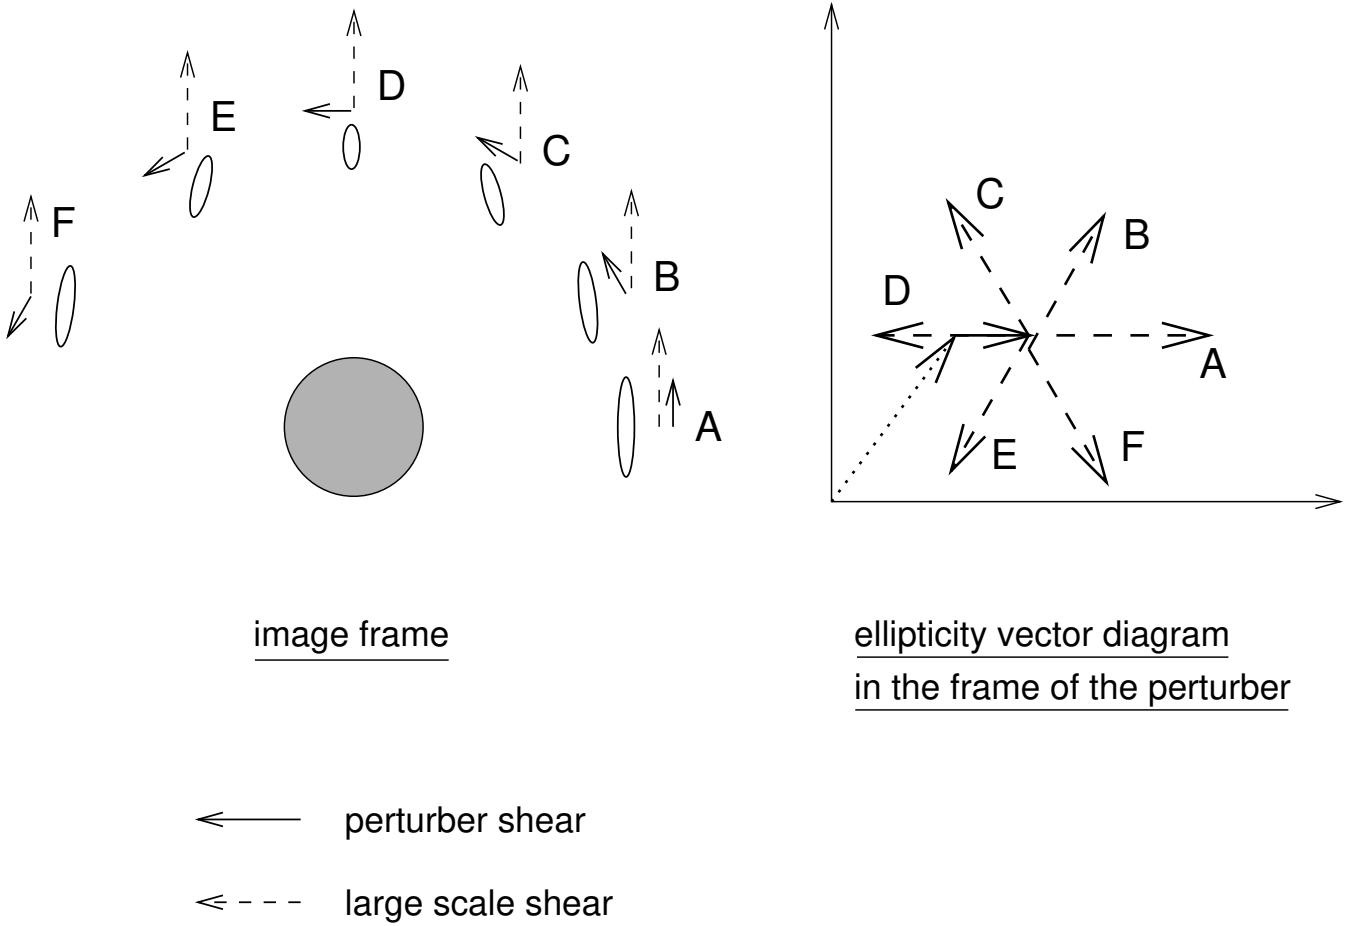 D
E
C
F
B
A
C
B
D
A
E
F
image frame
ellipticity vector diagram
in the frame of the perturber
perturber shear
large scale shear